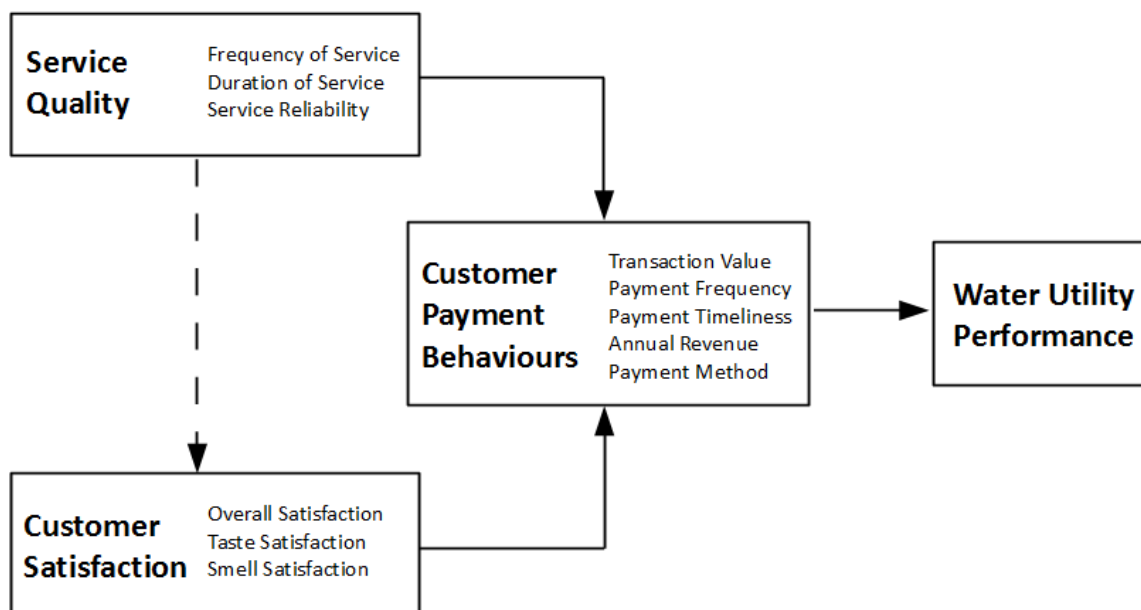 Service
Quality
Frequency of Service
Duration of Service
Service Reliability
Customer
Payment
Behaviours
Transaction Value
Payment Frequency
Payment Timeliness
Annual Revenue
Payment Method
Water Utility
Performance
Customer
Satisfaction
Overall Satisfaction
Taste Satisfaction
Smell Satisfaction